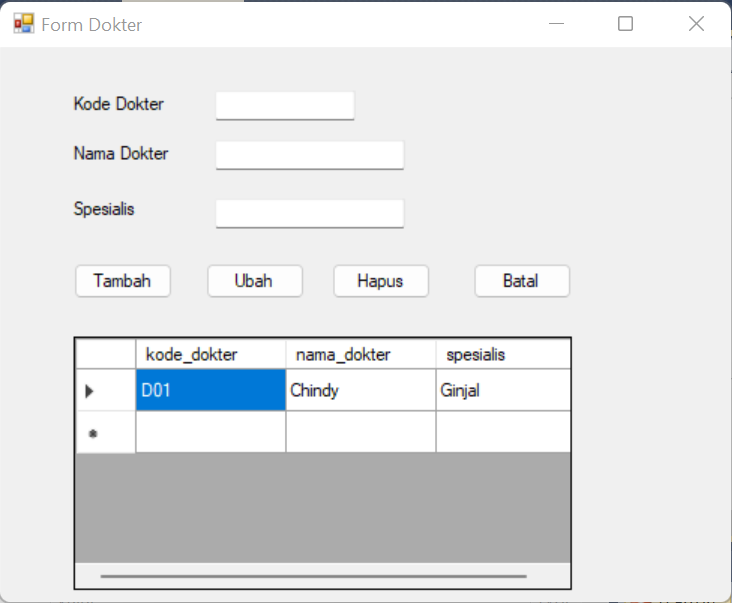 Form Dokter
Kode Dokter
Nama Dokter
Spesialis
Tambah Ubah Hapus Batal
kode_dokter nama_dokter spesialis
D01 Chindy Ginjal